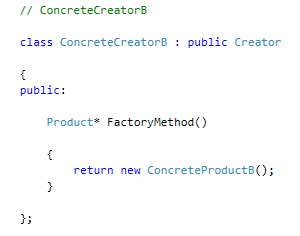 // ConcreteCreatorB
class ConcreteCreatorB : public Creator
{
public:
Product* FactoryMethod()
{
return new ConcreteProductB();
}
};